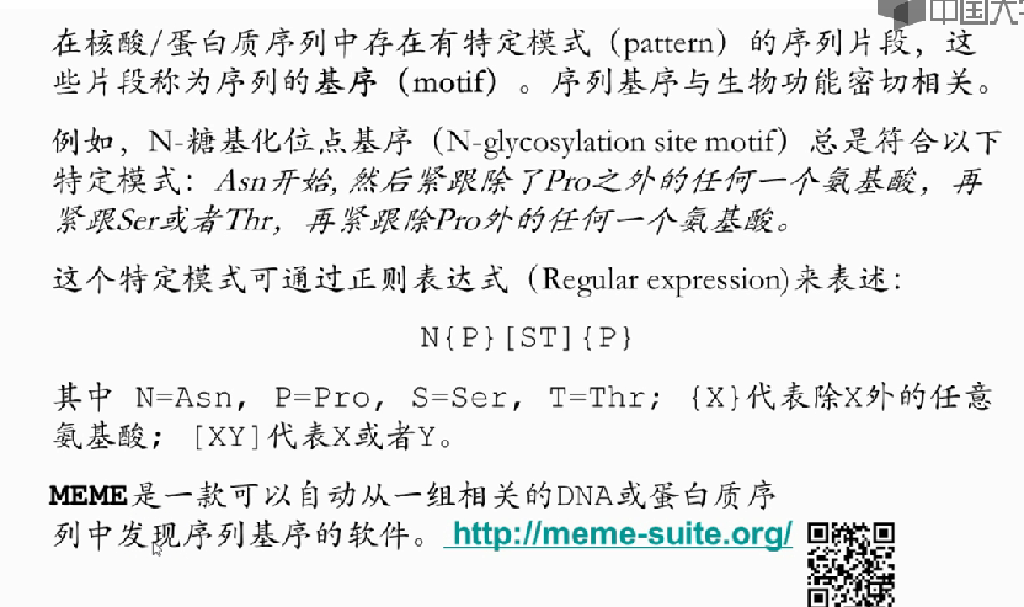 中国大
在核酸/蛋白质序列中存在有特定模式（pattern）的序列片段，这
些片段称为序列的基序（motif）。序列基序与生物功能密切相关。
例如，N-糖基化位点基序（N-glycosylation site motif）总是符合以下
特定模式：Asn开始, 然后紧跟除了Pro之外的任何一个氨基酸，再
紧跟Ser或者Thr，再紧跟除Pro外的任何一个氨基酸。
这个特定模式可通过正则表达式（Regular expression)来表述：
N{P}[ST]{P}
其中 N=Asn, P=Pro, S=Ser, T=Thr; {X}代表除X外的任意
氨基酸；[XY]代表X或者Y。
MEME是一款可以自动从一组相关的DNA或蛋白质序
列中发现序列基序的软件。 http://meme-suite.org/